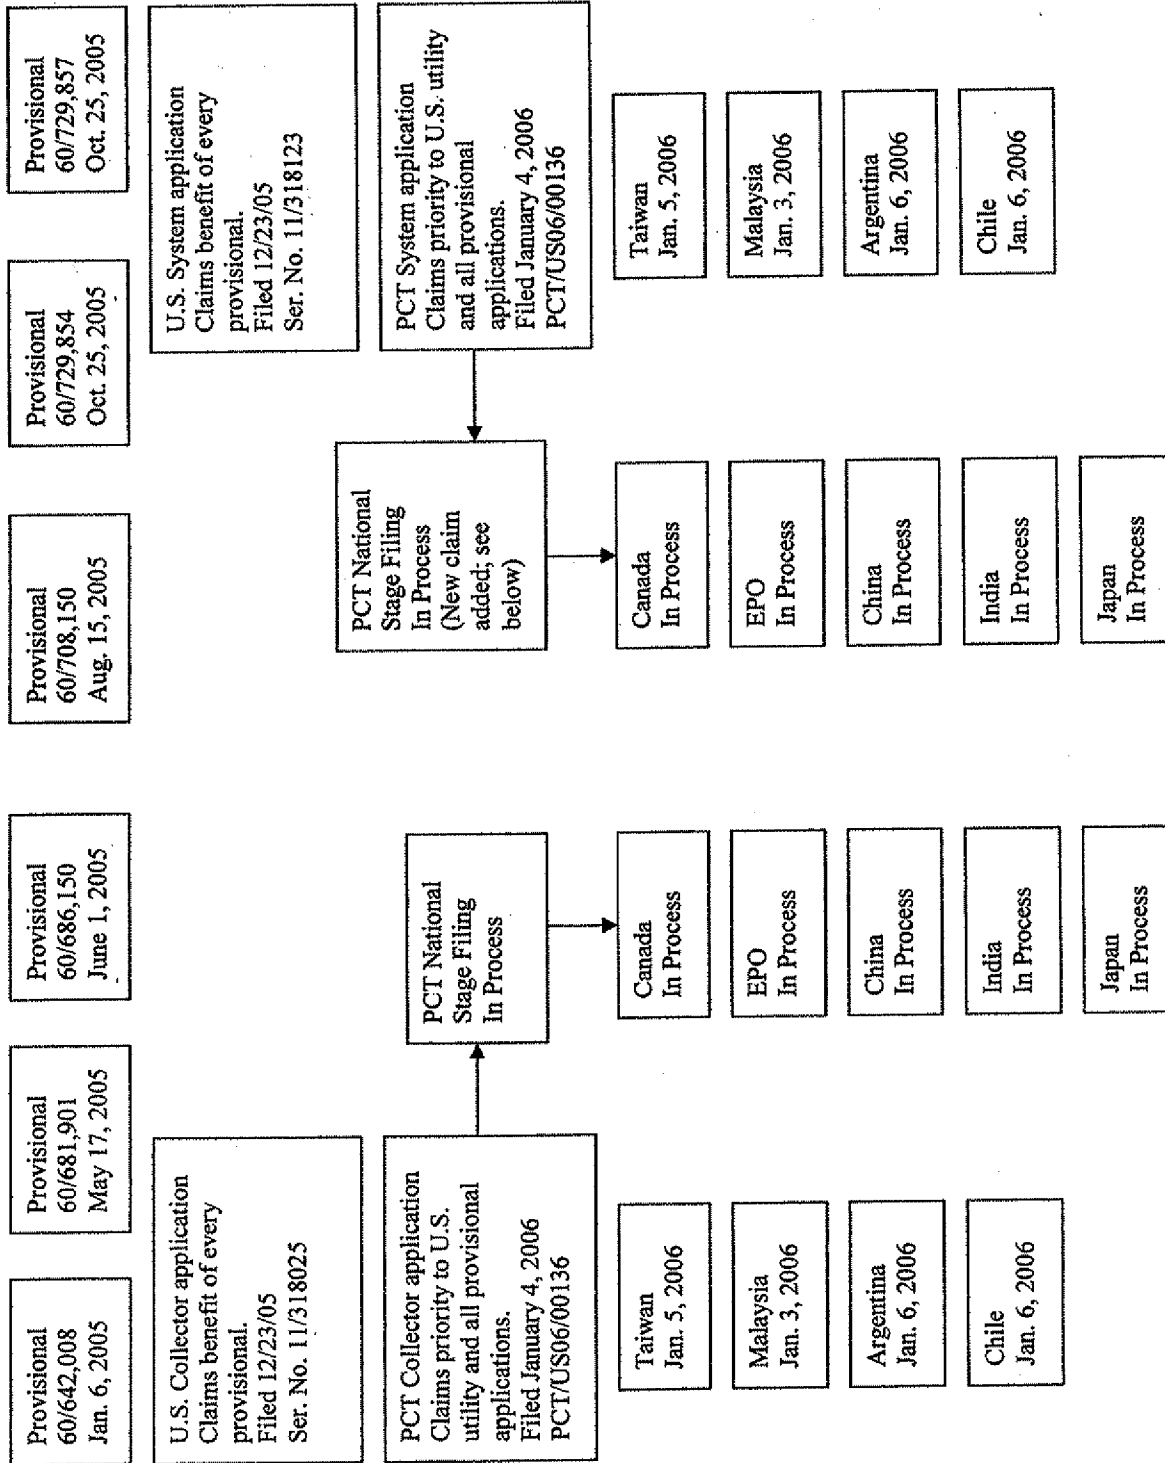 Provisional
60/642,008
Jan. 6, 2005
Provisional
60/681,901
May 17, 2005
Provisional
60/686,150
June 1, 2005
Provisional
60/708,150
Aug. 15, 2005
Provisional
60/729,854
Oct. 25, 2005
Provisional
60/729,857
Oct. 25, 2005
U.S. Collector application
Claims benefit of every
provisional.
Filed 12/23/05
Ser. No. 11/318025
U.S. System application
Claims benefit of every
provisional.
Filed 12/23/05
Ser. No. 11/318123
PCT Collector application
Claims priority to U.S.
utility and all provisional
applications.
Filed January 4, 2006
PCT/US06/00136
PCT National
Stage Filing
In Process
PCT National
Stage Filing
In Process
(New claim
added; see
below)
PCT System application
Claims priority to U.S. utility
and all provisional
applications.
Filed January 4, 2006
PCT/US06/00136
Taiwan
Jan. 5, 2006
Malaysia
Jan. 3, 2006
Argentina
Jan. 6, 2006
Chile
Jan. 6, 2006
Canada
In Process
EPO
In Process
China
In Process
India
In Process
Japan
In Process
Canada
In Process
EPO
In Process
China
In Process
India
In Process
Japan
In Process
Taiwan
Jan. 5, 2006
Malaysia
Jan. 3, 2006
Argentina
Jan. 6, 2006
Chile
Jan. 6, 2006